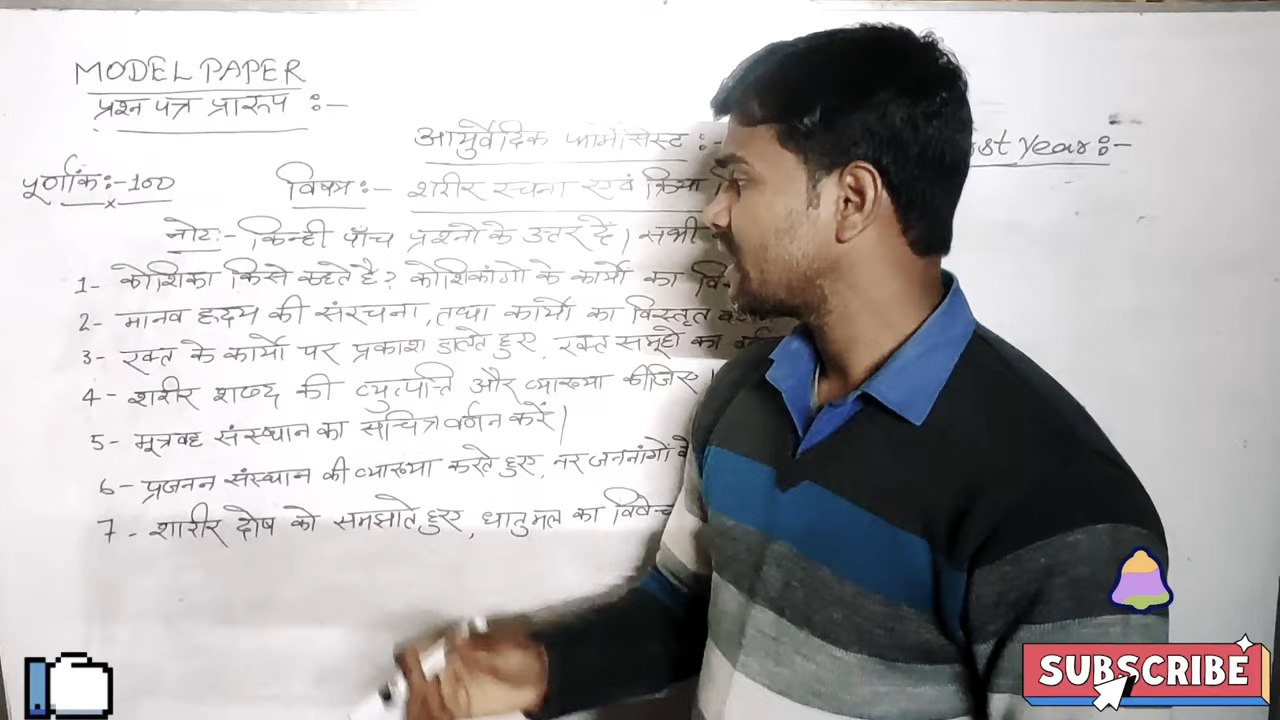 MODEL PAPER
प्रश्न पत्र प्रारूप :-
आयुर्वेदिक फार्मासिस्ट :- year :-
पूर्णांक :- 100 विषय :- शरीर रचना एवं क्रिया
नोट :- किन्ही पाँच प्रश्नो के उत्तर दें। सभी
1- कोशिका किसे कहते है? कोशिकांगो के कार्यो का
2- मानव हृदय की संरचना, तथा कार्यो का विस्तृत
3- रक्त के कार्यो पर प्रकाश डालते हुए, रक्त समूहो का
4- शरीर शब्द की व्युत्पत्ति और व्याख्या कीजिए।
5- मूत्रवह संस्थान का सचित्र वर्णन करें।
6- प्रजनन संस्थान की व्याख्या करते हुए, नर जननांगों
7- शारीर दोष को समझाते हुए, धातु मल का
SUBSCRIBE